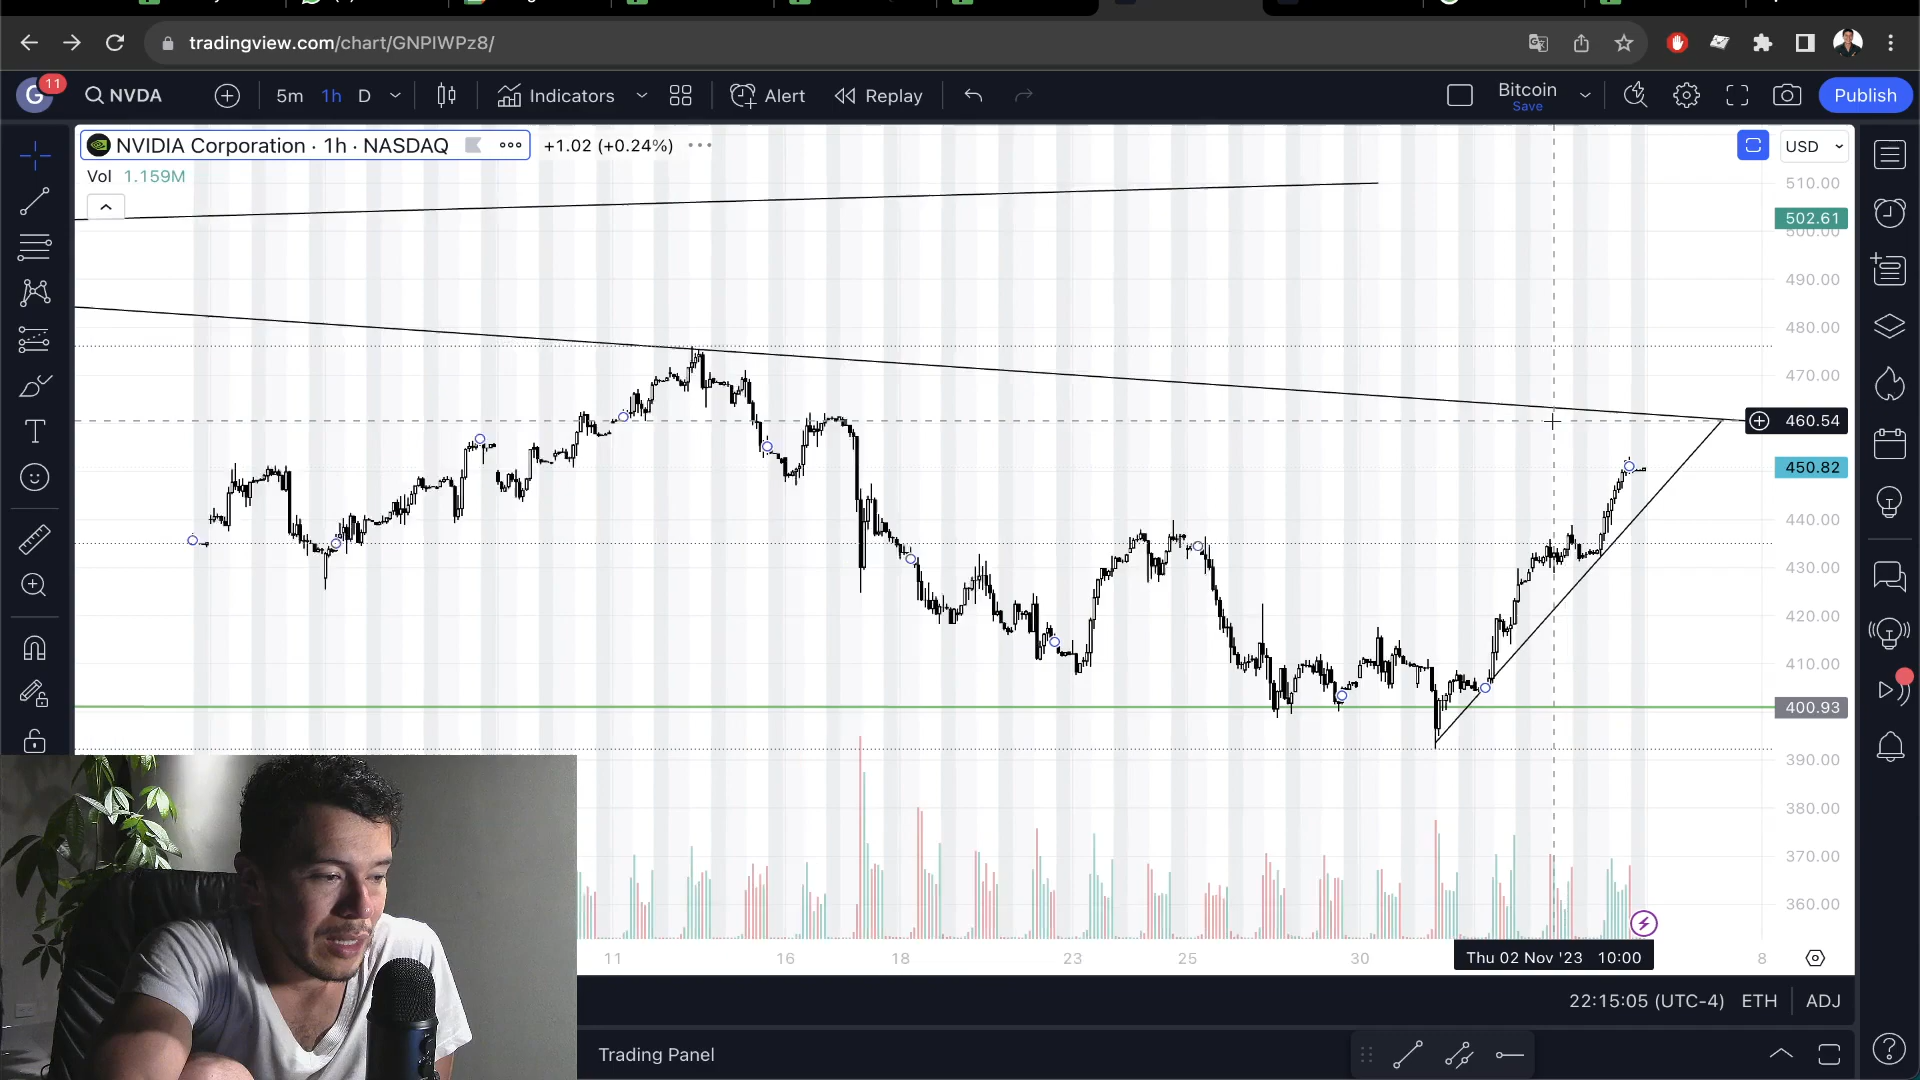 tradingview.com/chart/GNPIWPz8/
G 11 NVDA 5m 1h D Indicators Alert Replay Bitcoin Save Publish
NVIDIA Corporation · 1h · NASDAQ +1.02 (+0.24%) USD
Vol 1.159M
510.00
502.61
500.00
490.00
480.00
470.00
460.54
450.82
440.00
430.00
420.00
410.00
400.93
390.00
380.00
370.00
360.00
11 16 18 23 25 30 Thu 02 Nov '23 10:00 8
22:15:05 (UTC-4) ETH ADJ
Trading Panel